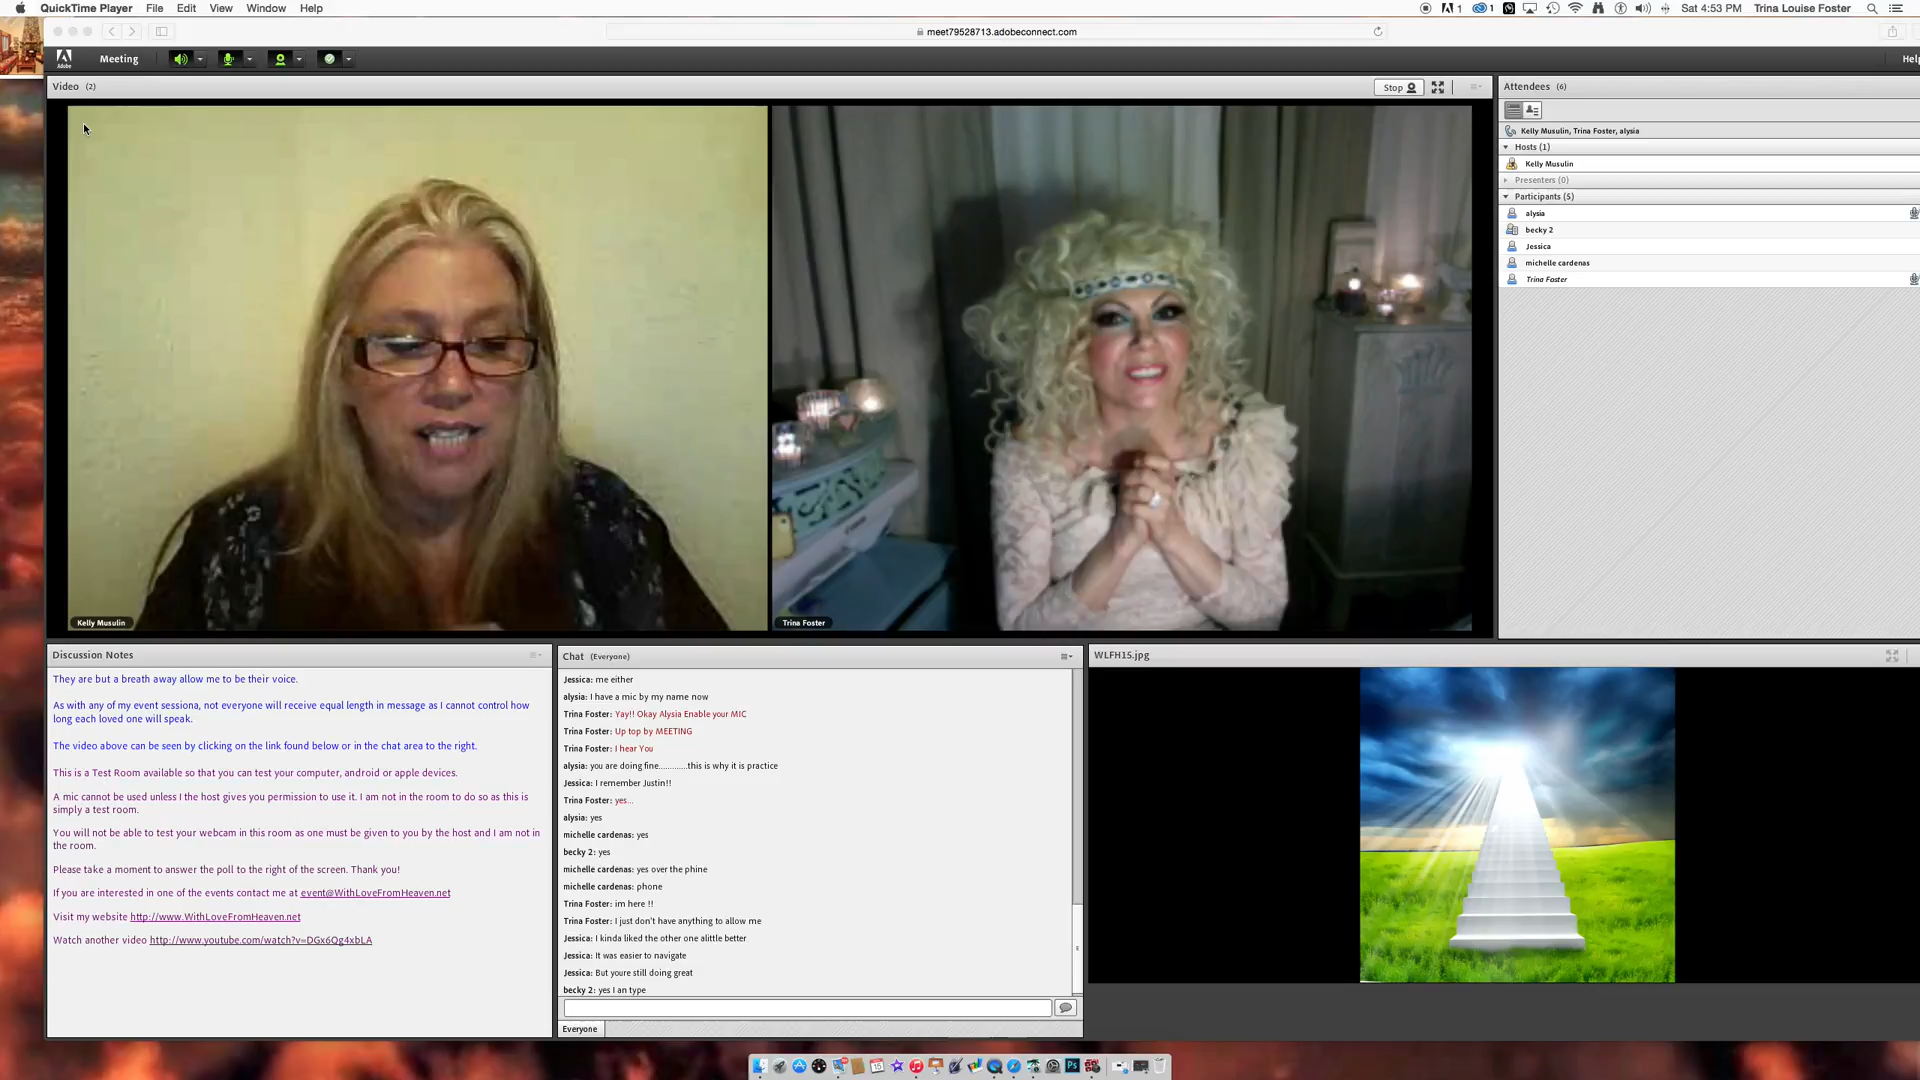 QuickTime Player File Edit View Window Help
1 1 Sat 4:53 PM Trina Louise Foster
meet79528713.adobeconnect.com
Adobe
Meeting
Help
Video (2)
Stop
Kelly Musulin
Trina Foster
Attendees (6)
Kelly Musulin, Trina Foster, alysia
Hosts (1)
Kelly Musulin
Presenters (0)
Participants (5)
alysia
becky 2
Jessica
michelle cardenas
Trina Foster
Discussion Notes
They are but a breath away allow me to be their voice.
As with any of my event sessiona, not everyone will receive equal length in message as I cannot control how
long each loved one will speak.
The video above can be seen by clicking on the link found below or in the chat area to the right.
This is a Test Room available so that you can test your computer, android or apple devices.
A mic cannot be used unless I the host gives you permission to use it. I am not in the room to do so as this is
simply a test room.
You will not be able to test your webcam in this room as one must be given to you by the host and I am not in
the room.
Please take a moment to answer the poll to the right of the screen. Thank you!
If you are interested in one of the events contact me at event@WithLoveFromHeaven.net
Visit my website http://www.WithLoveFromHeaven.net
Watch another video http://www.youtube.com/watch?v=DGx6Qg4xbLA
Chat (Everyone)
Jessica: me either
alysia: I have a mic by my name now
Trina Foster: Yay!! Okay Alysia Enable your MIC
Trina Foster: Up top by MEETING
Trina Foster: I hear You
alysia: you are doing fine............this is why it is practice
Jessica: I remember Justin!!
Trina Foster: yes...
alysia: yes
michelle cardenas: yes
becky 2: yes
michelle cardenas: yes over the phine
michelle cardenas: phone
Trina Foster: im here !!
Trina Foster: I just don't have anything to allow me
Jessica: I kinda liked the other one alittle better
Jessica: It was easier to navigate
Jessica: But youre still doing great
becky 2: yes I an type
Everyone
WLFH15.jpg
15
Ps